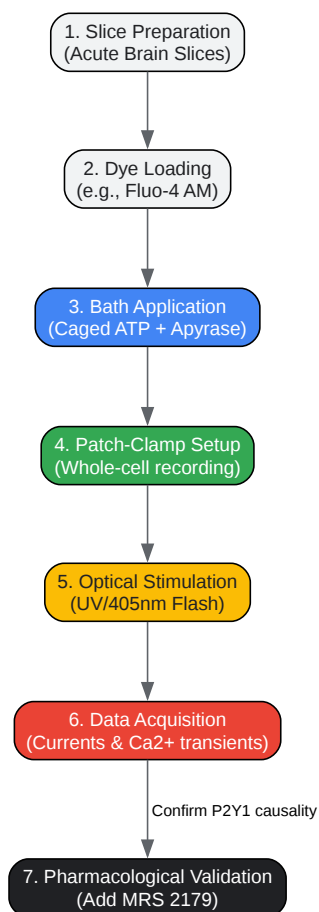 1. Slice Preparation
(Acute Brain Slices)
2. Dye Loading
(e.g., Fluo-4 AM)
3. Bath Application
(Caged ATP + Apyrase)
4. Patch-Clamp Setup
(Whole-cell recording)
5. Optical Stimulation
(UV/405nm Flash)
6. Data Acquisition
(Currents & Ca2+ transients)
Confirm P2Y1 causality
7. Pharmacological Validation
(Add MRS 2179)